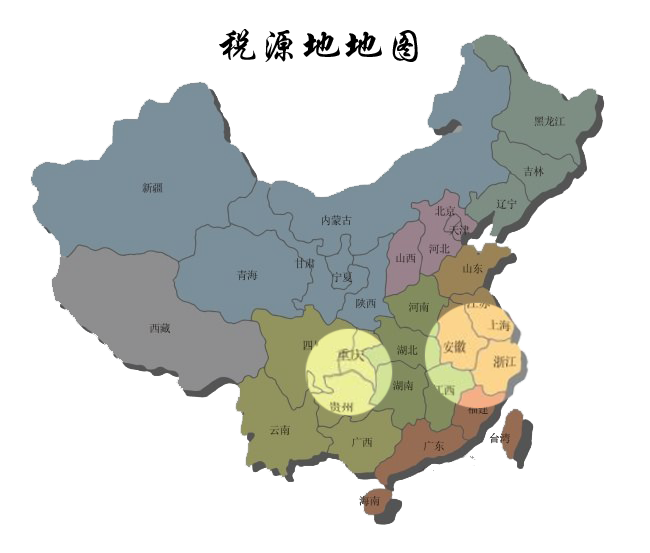 税源地地图
黑龙江
吉林
新疆
辽宁
北京
内蒙古
天津
河北
山西
甘肃
山东
青海
宁夏
陕西
江苏
河南
上海
西藏
四川
安徽
重庆
湖北
浙江
湖南
江西
贵州
福建
云南
台湾
广西
广东
海南